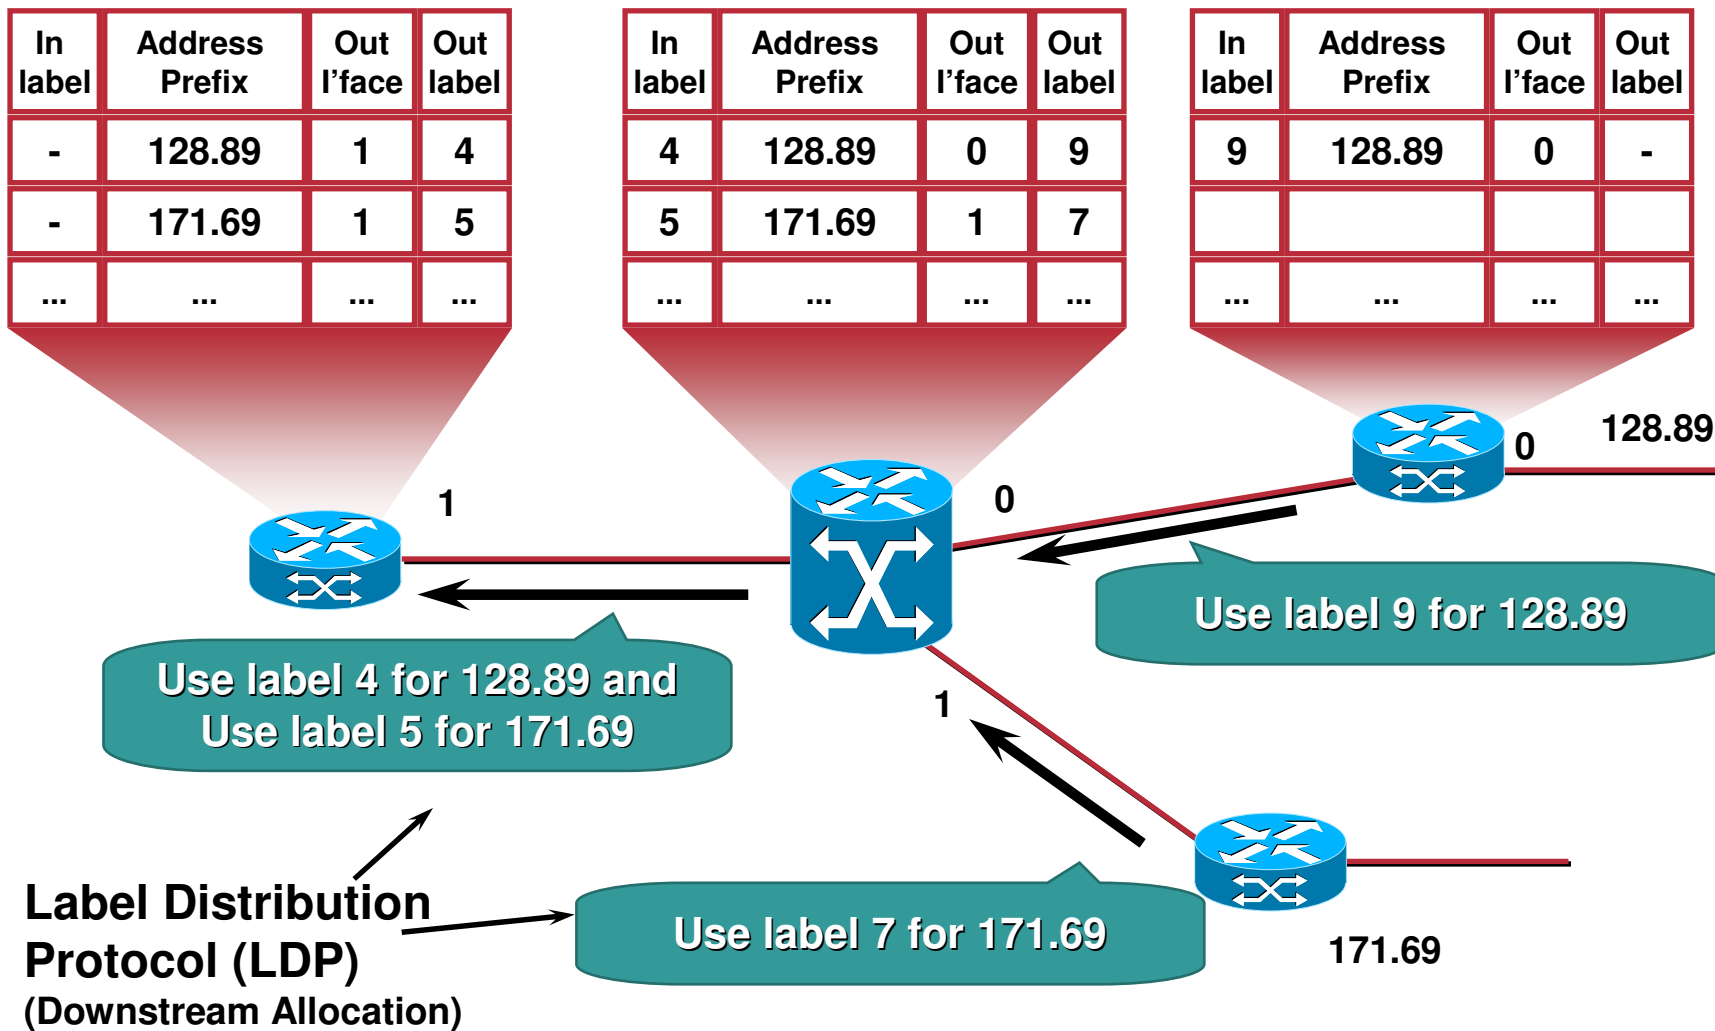 In label	Address Prefix	Out I'face	Out label
-	128.89	1	4
-	171.69	1	5
...	...	...	...
In label	Address Prefix	Out I'face	Out label
4	128.89	0	9
5	171.69	1	7
...	...	...	...
In label	Address Prefix	Out I'face	Out label
9	128.89	0	-
...	...	...	...
1
0
0
128.89
Use label 9 for 128.89
Use label 4 for 128.89 and
Use label 5 for 171.69
1
Use label 7 for 171.69
171.69
Label Distribution
Protocol (LDP)
(Downstream Allocation)